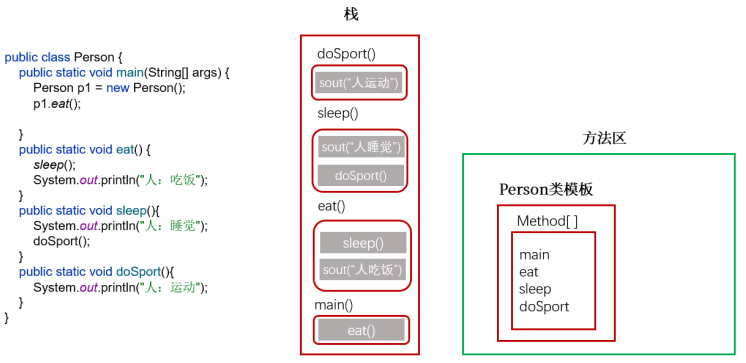 public class Person {
public static void main(String[] args) {
Person p1 = new Person();
p1.eat();
}
public static void eat() {
sleep();
System.out.println("人：吃饭");
}
public static void sleep(){
System.out.println("人：睡觉");
doSport();
}
public static void doSport(){
System.out.println("人：运动");
}
}
栈
doSport()
sout("人运动")
sleep()
sout("人睡觉")
doSport()
eat()
sleep()
sout("人吃饭")
main()
eat()
方法区
Person类模板
Method[ ]
main
eat
sleep
doSport